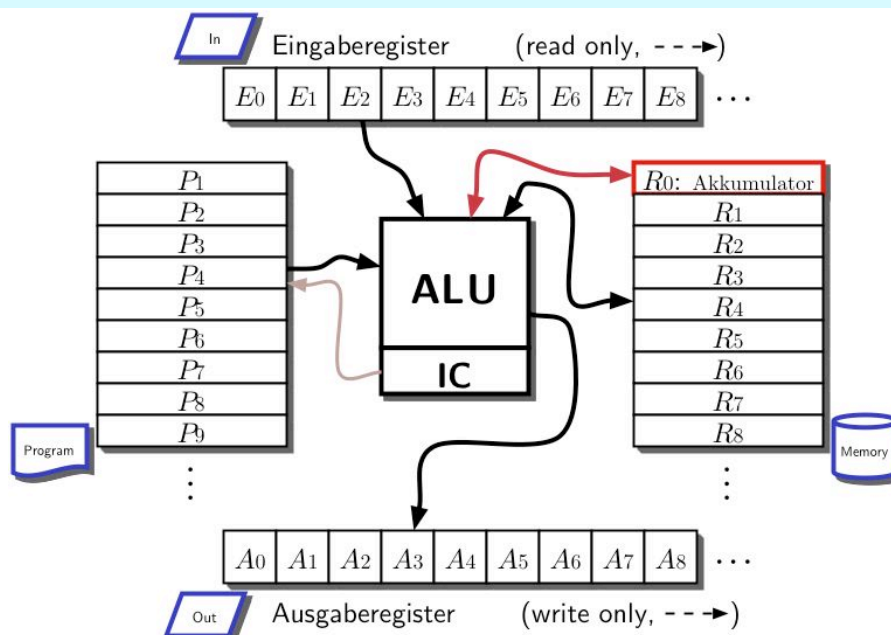 In
Eingaberegister (read only, - - →)
E0 E1 E2 E3 E4 E5 E6 E7 E8 ...
P1
P2
P3
P4
P5
P6
P7
P8
P9
⋮
Program
ALU
IC
R0: Akkumulator
R1
R2
R3
R4
R5
R6
R7
R8
⋮
Memory
A0 A1 A2 A3 A4 A5 A6 A7 A8 ...
Out
Ausgaberegister (write only, - - →)